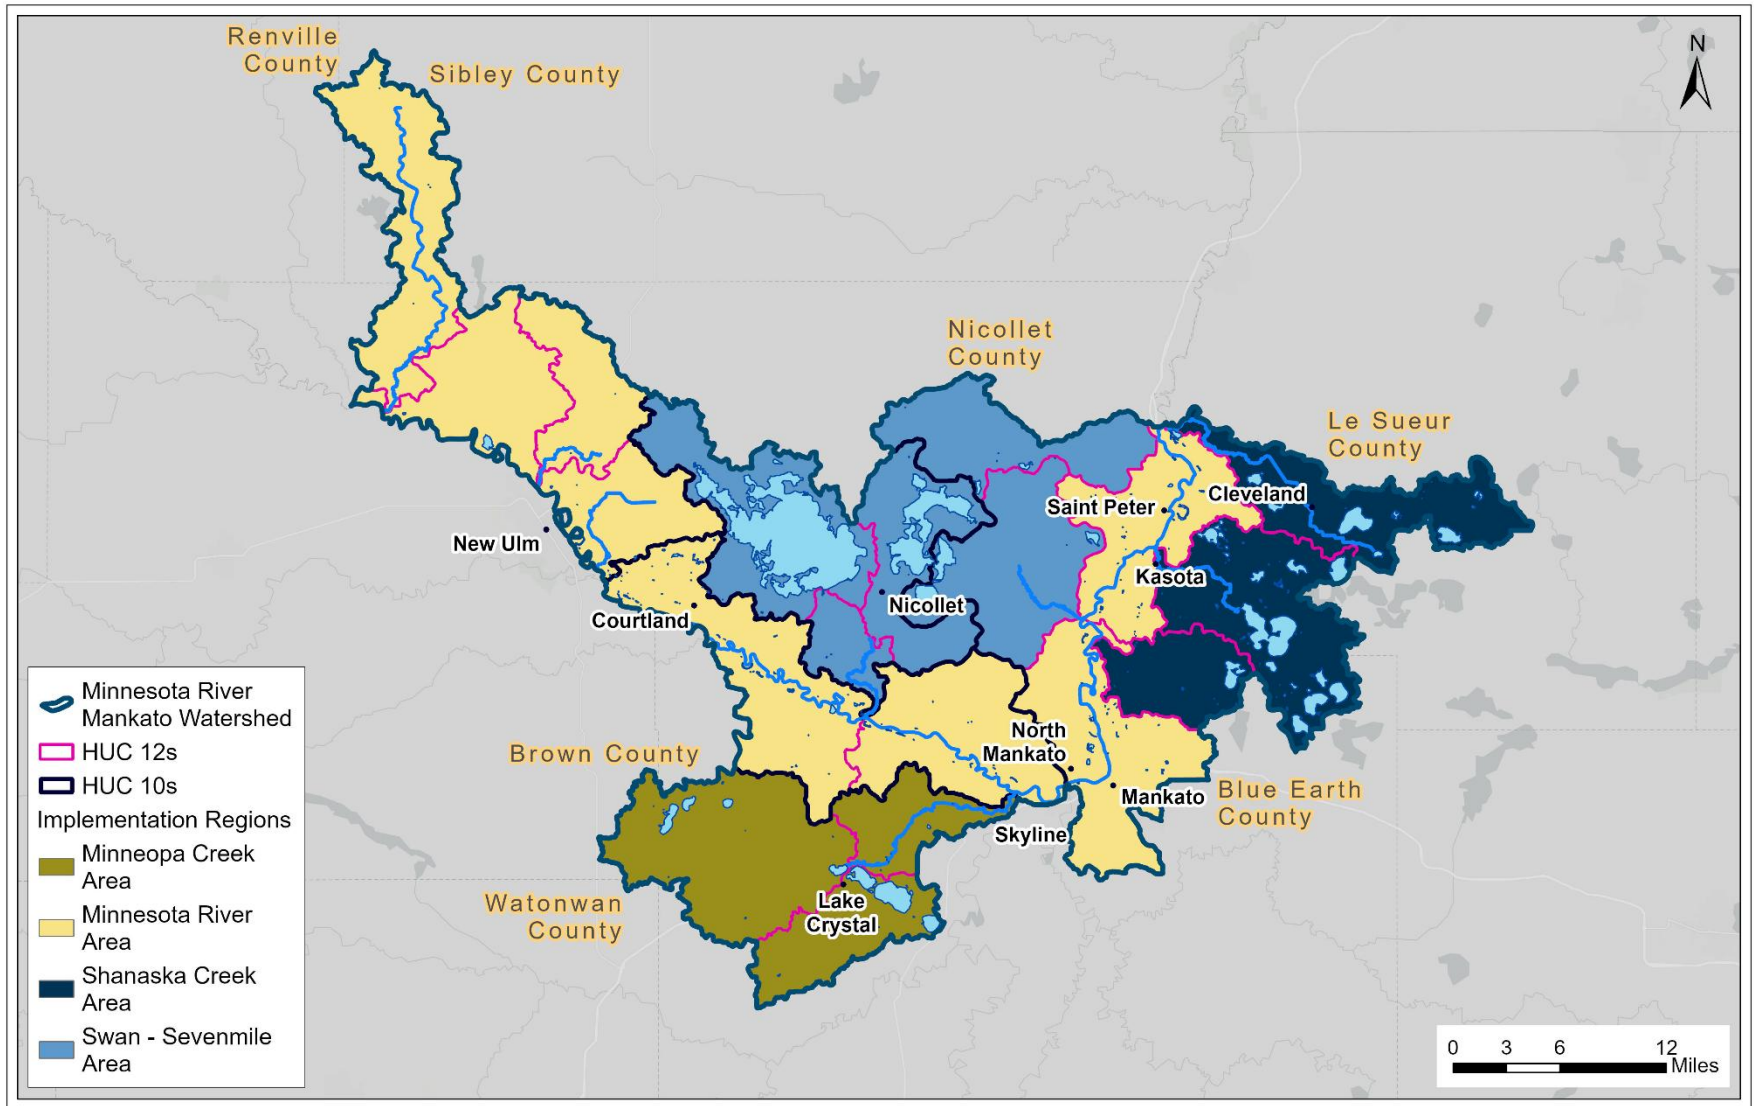 Renville
County
Sibley County
N
Nicollet
County
Le Sueur
County
Cleveland
Saint Peter
New Ulm
Kasota
Nicollet
Courtland
Minnesota River
Mankato Watershed
HUC 12s
HUC 10s
Implementation Regions
Minneopa Creek
Area
Minnesota River
Area
Shanaska Creek
Area
Swan - Sevenmile
Area
North
Mankato
Brown County
Mankato
Blue Earth
County
Skyline
Watonwan
County
Lake
Crystal
0 3 6 12
Miles